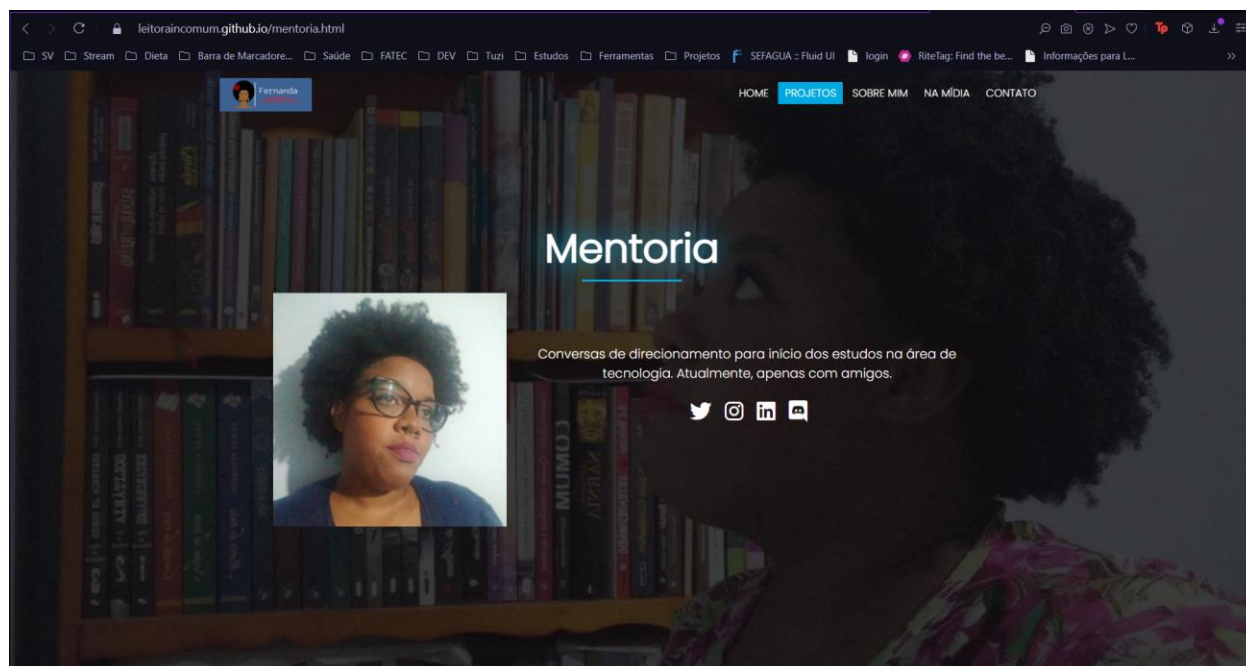 leitoraincomum.github.io/mentoria.html
SV Stream Dieta Barra de Marcadore... Saúde FATEC DEV Tuzi Estudos Ferramentas Projetos SEFAGUA :: Fluid UI login RiteTag: Find the be... Informações para L...
Fernanda
HOME PROJETOS SOBRE MIM NA MÍDIA CONTATO
Mentoria
Conversas de direcionamento para início dos estudos na área de
tecnologia. Atualmente, apenas com amigos.
COMUM
NÁRNIA